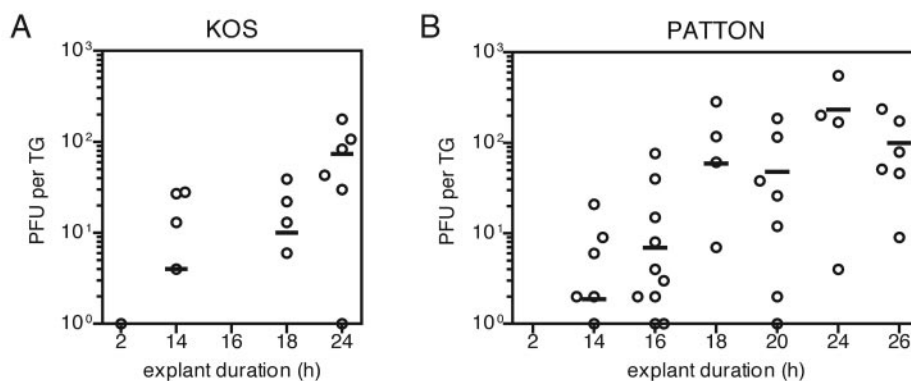 A
KOS
PFU per TG
10³
10²
10¹
10⁰
2 14 16 18 24
explant duration (h)
B
PATTON
PFU per TG
10³
10²
10¹
10⁰
2 14 16 18 20 24 26
explant duration (h)